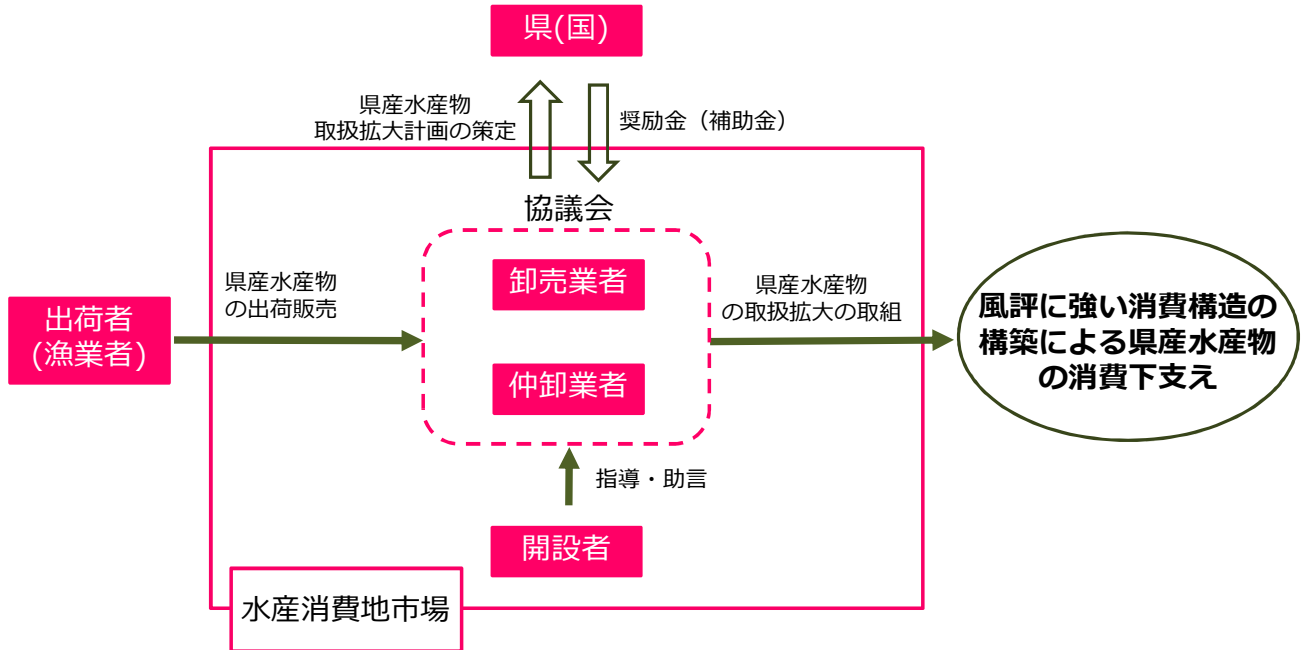 県(国)
県産水産物
取扱拡大計画の策定
奨励金（補助金）
協議会
卸売業者
仲卸業者
県産水産物
の出荷販売
出荷者
(漁業者)
県産水産物
の取扱拡大の取組
風評に強い消費構造の
構築による県産水産物
の消費下支え
指導・助言
開設者
水産消費地市場